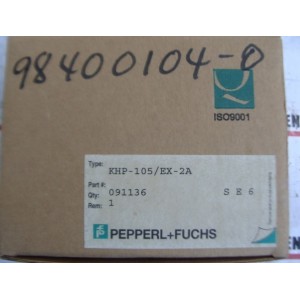 98400104-0
ISO9001
Type: KHP-105/EX-2A
Part#: 091136 S E 6
Qty: 1
Rem:
PEPPERL+FUCHS